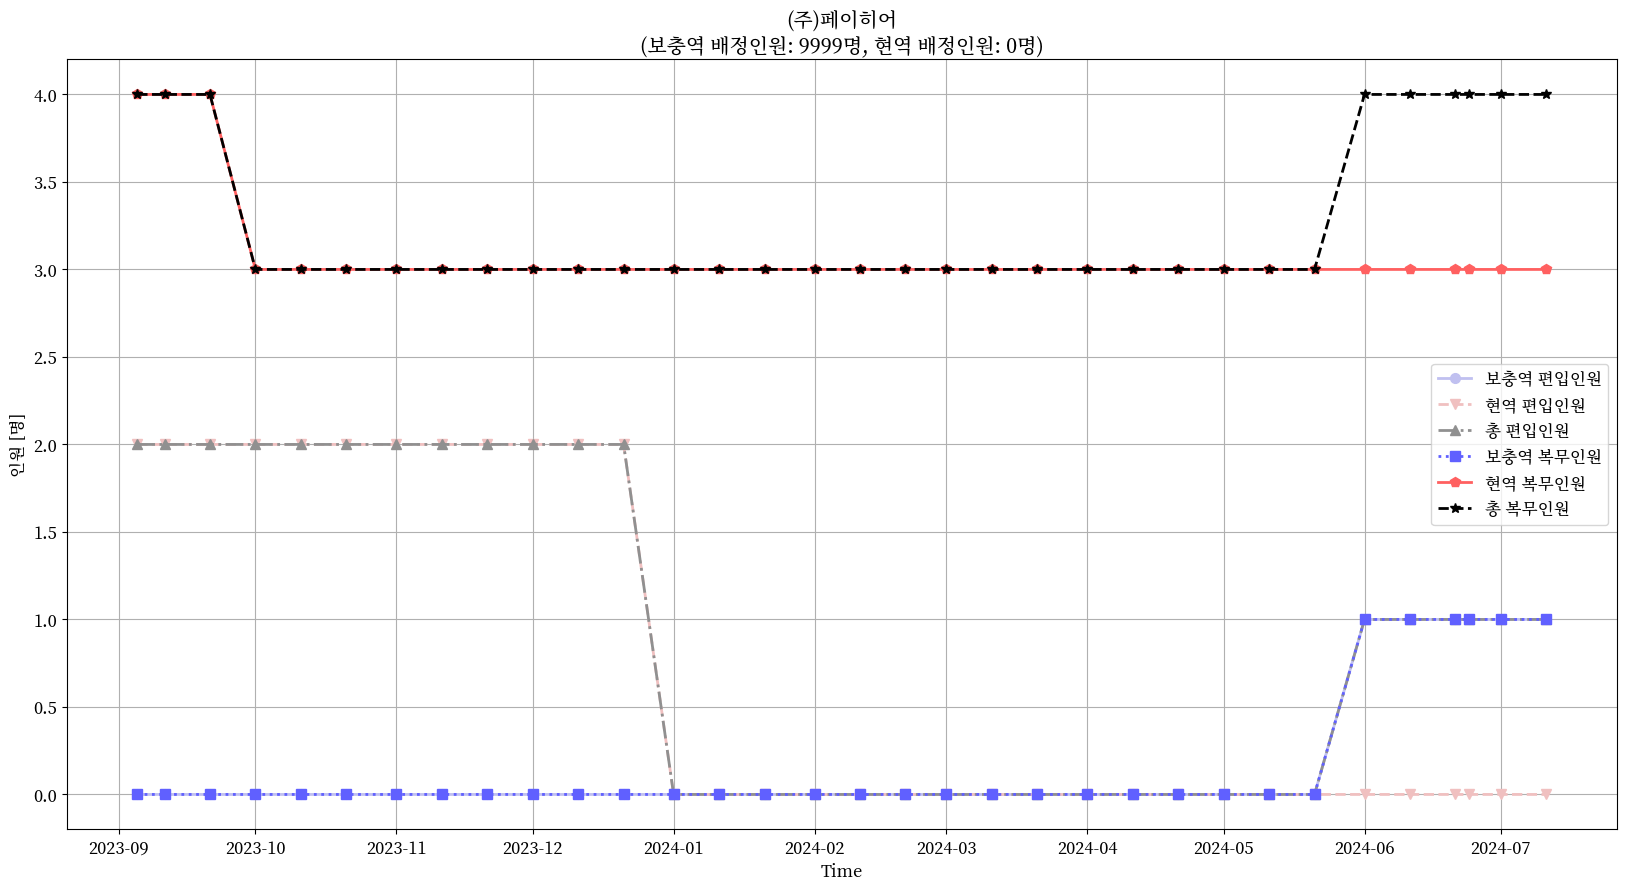 (주)페이히어
(보충역 배정인원: 9999명, 현역 배정인원: 0명)
4.0
3.5
3.0
2.5
2.0
1.5
1.0
0.5
0.0
인원 [명]
보충역 편입인원
현역 편입인원
총 편입인원
보충역 복무인원
현역 복무인원
총 복무인원
2023-09 2023-10 2023-11 2023-12 2024-01 2024-02 2024-03 2024-04 2024-05 2024-06 2024-07
Time